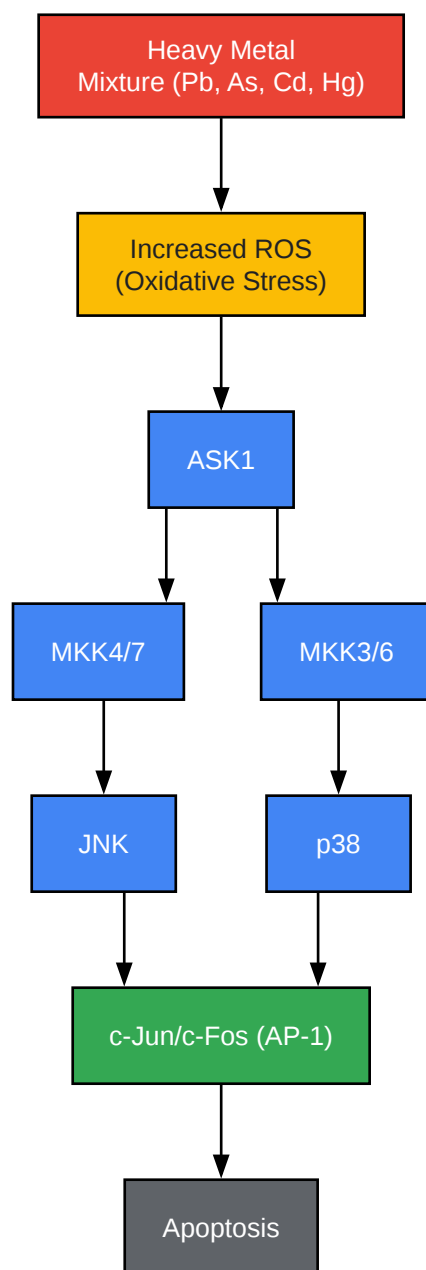 Heavy Metal
Mixture (Pb, As, Cd, Hg)
Increased ROS
(Oxidative Stress)
ASK1
MKK4/7
MKK3/6
JNK
p38
c-Jun/c-Fos (AP-1)
Apoptosis